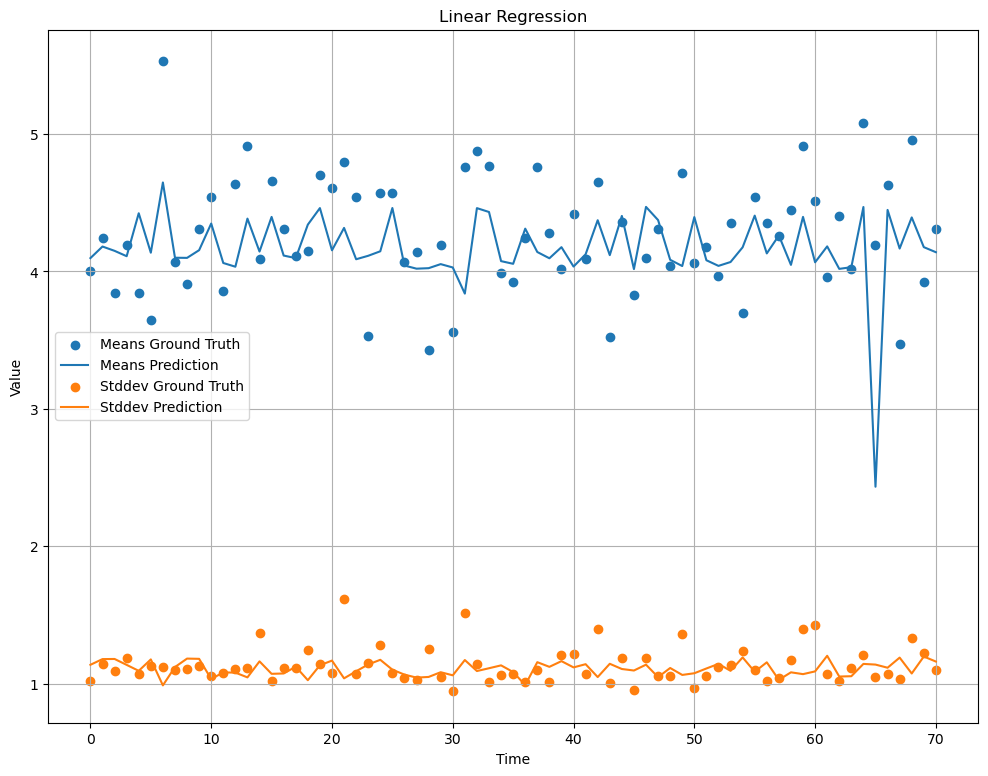 Linear Regression
Value
5
4
3
2
1
Means Ground Truth
Means Prediction
Stddev Ground Truth
Stddev Prediction
0 10 20 30 40 50 60 70
Time